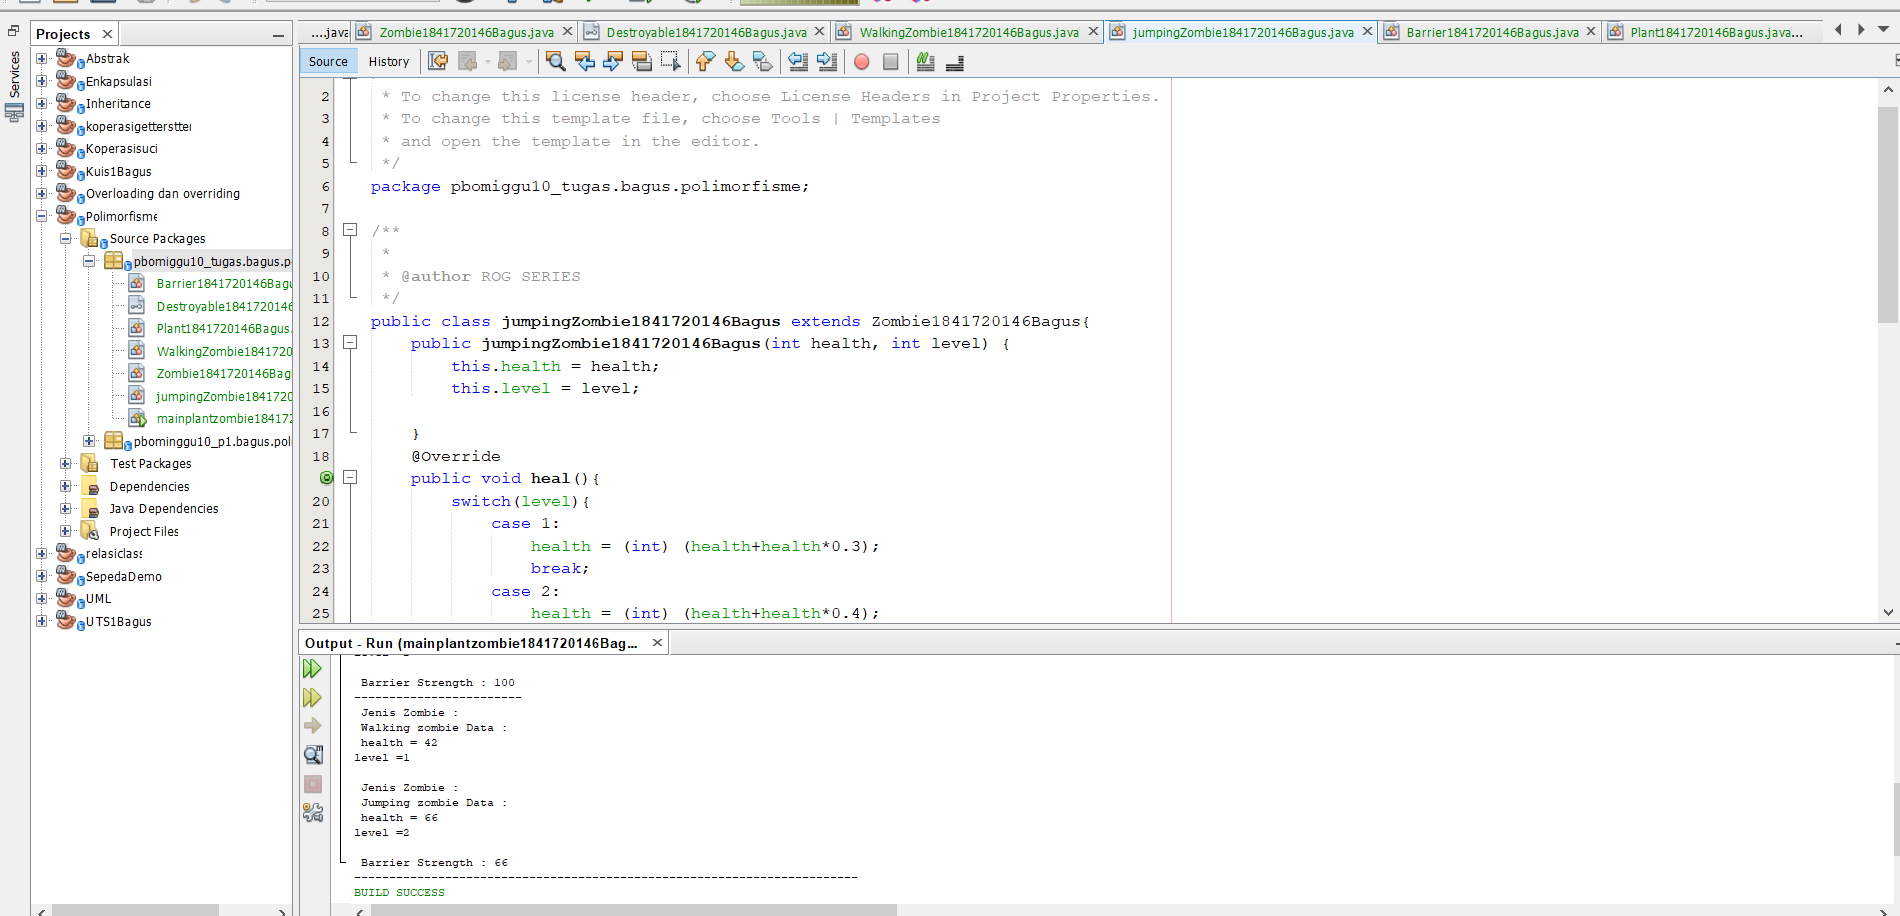 Services
Projects
Abstrak
Enkapsulasi
Inheritance
koperasigetterstter
Koperasisuci
Kuis1Bagus
Overloading dan overriding
Polimorfisme
Source Packages
pbomiggu10_tugas.bagus.p
Barrier1841720146Bagu
Destroyable1841720146
Plant1841720146Bagus.
WalkingZombie1841720
Zombie1841720146Bag
jumpingZombie1841720
mainplantzombie18417
pbominggu10_p1.bagus.pol
Test Packages
Dependencies
Java Dependencies
Project Files
relasiclass
SepedaDemo
UML
UTS1Bagus
....java Zombie1841720146Bagus.java Destroyable1841720146Bagus.java WalkingZombie1841720146Bagus.java jumpingZombie1841720146Bagus.java Barrier1841720146Bagus.java Plant1841720146Bagus.java...
Source History
2 * To change this license header, choose License Headers in Project Properties.
3 * To change this template file, choose Tools | Templates
4 * and open the template in the editor.
5 */
6 package pbomiggu10_tugas.bagus.polimorfisme;
7
8 /**
9 *
10 * @author ROG SERIES
11 */
12 public class jumpingZombie1841720146Bagus extends Zombie1841720146Bagus{
13 public jumpingZombie1841720146Bagus(int health, int level) {
14 this.health = health;
15 this.level = level;
16
17 }
18 @Override
public void heal(){
20 switch(level){
21 case 1:
22 health = (int) (health+health*0.3);
23 break;
24 case 2:
25 health = (int) (health+health*0.4);
Output - Run (mainplantzombie1841720146Bag...
Barrier Strength : 100
------------------------
Jenis Zombie :
Walking zombie Data :
health = 42
level =1
Jenis Zombie :
Jumping zombie Data :
health = 66
level =2
Barrier Strength : 66
------------------------------------------------------------------------
BUILD SUCCESS